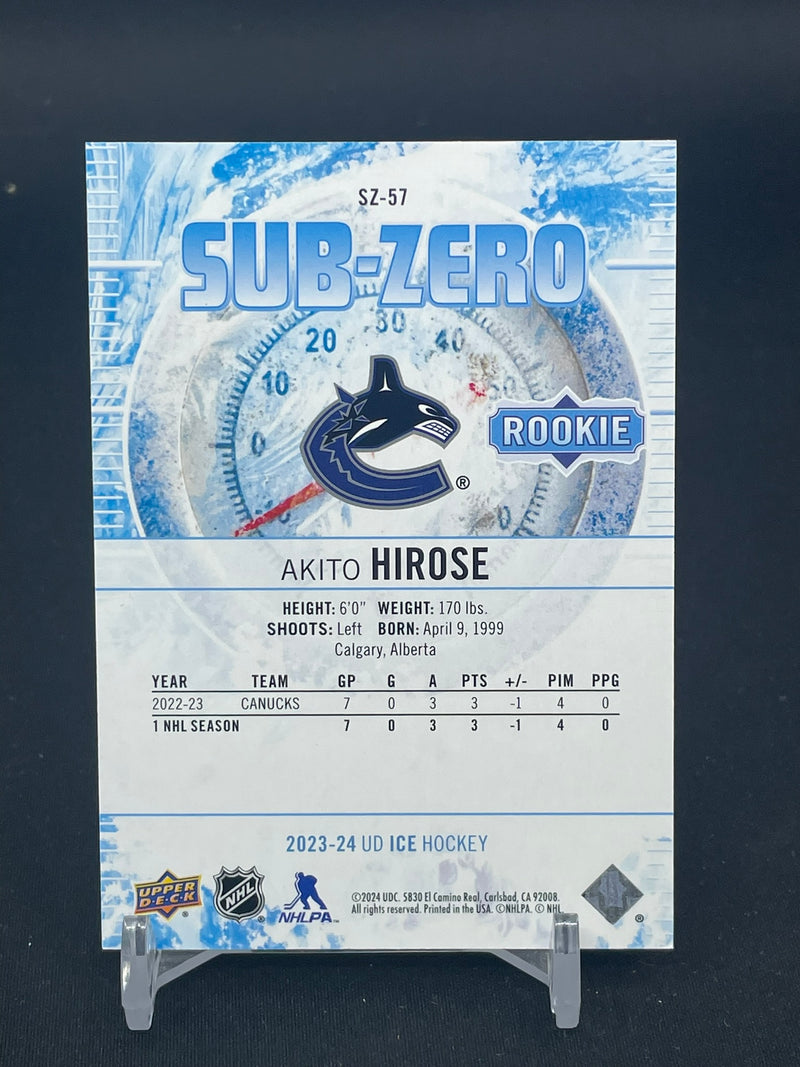 SZ-57
SUB-ZERO
30
20 40
10 50
ROOKIE
0
®
AKITO HIROSE
HEIGHT: 6'0" WEIGHT: 170 lbs.
SHOOTS: Left BORN: April 9, 1999
Calgary, Alberta
YEAR TEAM GP G A PTS +/- PIM PPG
2022-23 CANUCKS 7 0 3 3 -1 4 0
1 NHL SEASON 7 0 3 3 -1 4 0
2023-24 UD ICE HOCKEY
UPPER
D·E·C·K
®
NHL
®
NHLPA™
©2024 UDC. 5830 El Camino Real, Carlsbad, CA 92008.
All rights reserved. Printed in the USA. ©NHLPA. © NHL
®